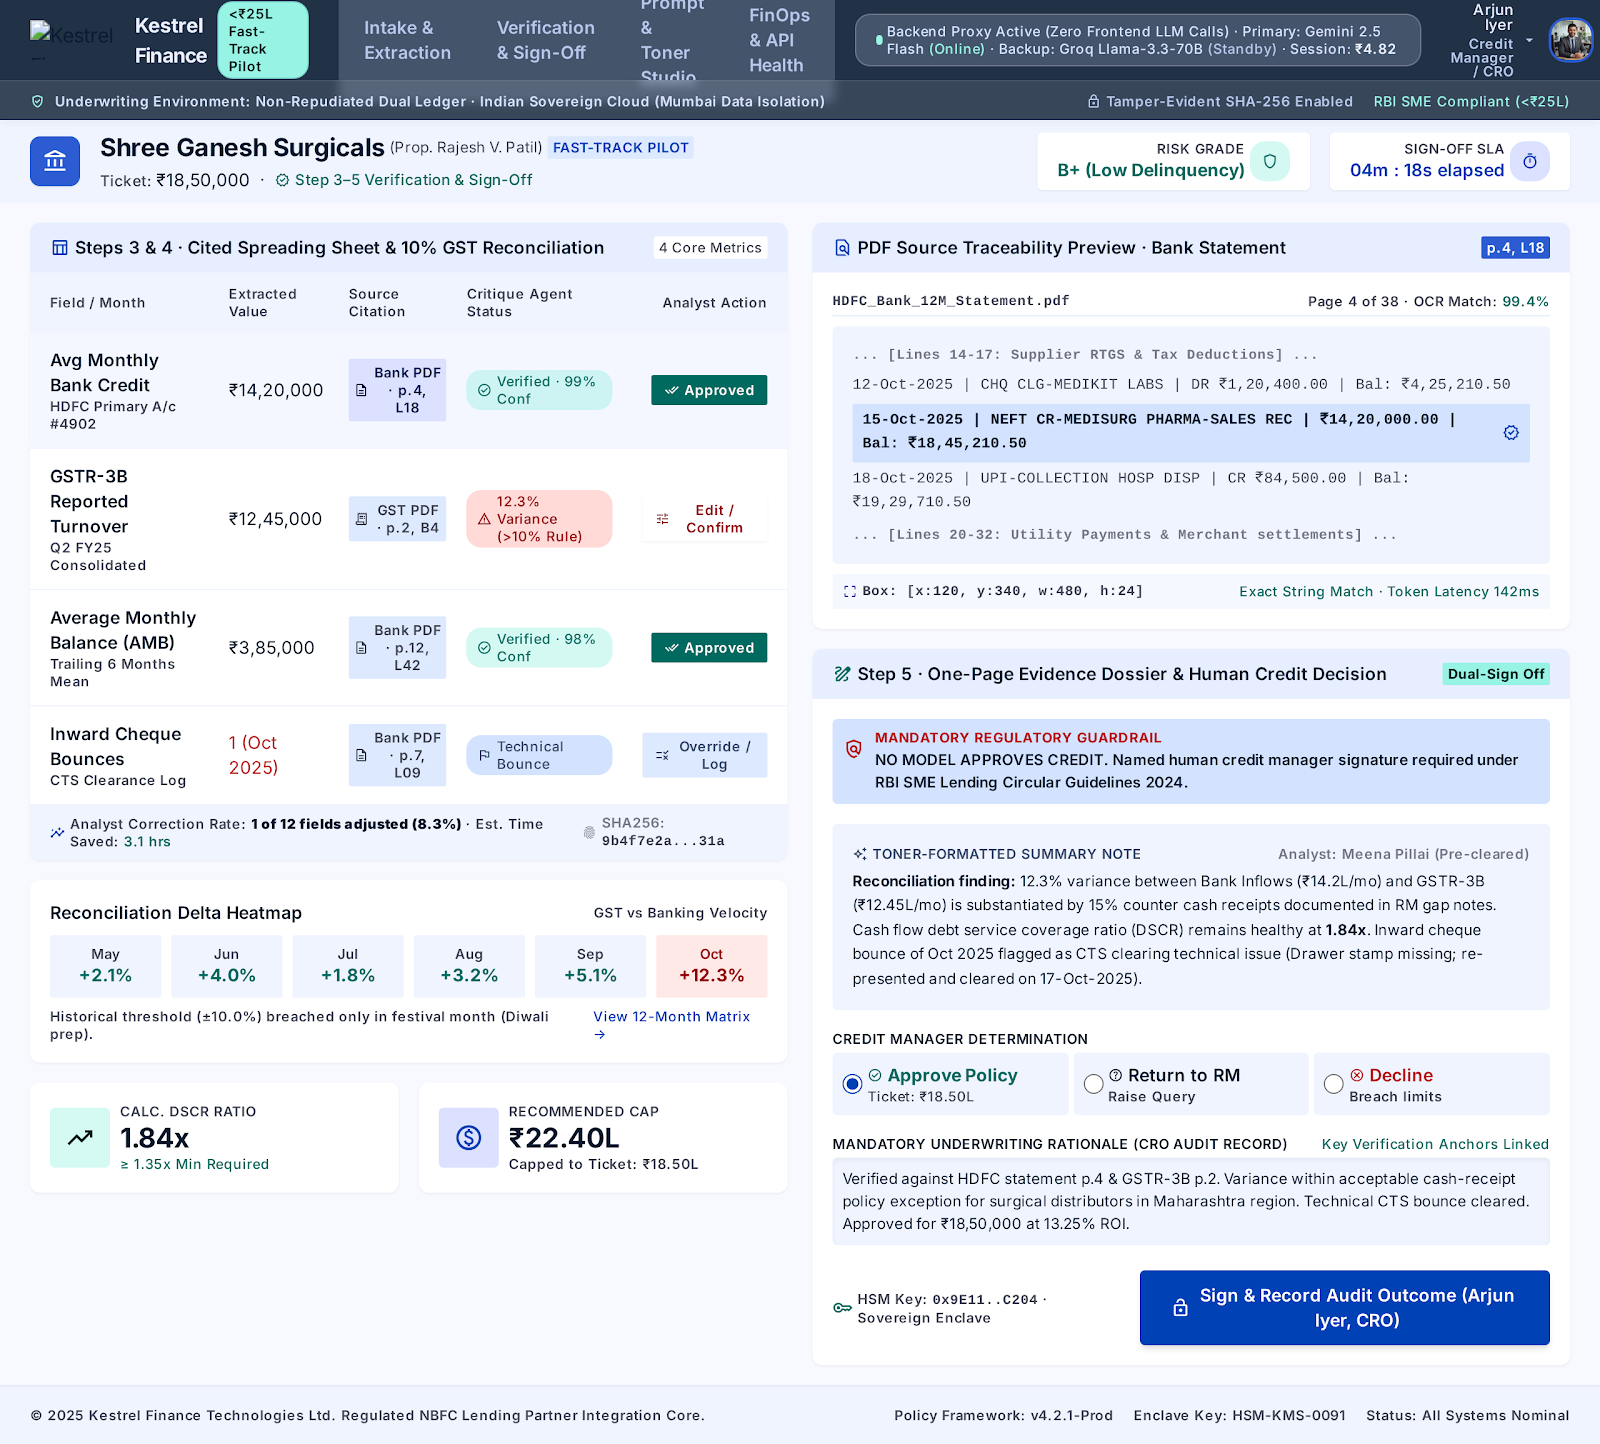 Kestrel
Kestrel
Finance
<₹25L
Fast-
Track
Pilot
Intake &
Extraction
Verification
& Sign-Off
Prompt
&
Toner
Studio
FinOps
& API
Health
Backend Proxy Active (Zero Frontend LLM Calls) · Primary: Gemini 2.5
Flash (Online) · Backup: Groq Llama-3.3-70B (Standby) · Session: ₹4.82
Arjun
Iyer
Credit
Manager
/ CRO
Underwriting Environment: Non-Repudiated Dual Ledger · Indian Sovereign Cloud (Mumbai Data Isolation)
Tamper-Evident SHA-256 Enabled
RBI SME Compliant (<₹25L)
Shree Ganesh Surgicals (Prop. Rajesh V. Patil) FAST-TRACK PILOT
Ticket: ₹18,50,000 · Step 3–5 Verification & Sign-Off
RISK GRADE
B+ (Low Delinquency)
SIGN-OFF SLA
04m : 18s elapsed
Steps 3 & 4 · Cited Spreading Sheet & 10% GST Reconciliation
4 Core Metrics
Field / Month
Extracted
Value
Source
Citation
Critique Agent
Status
Analyst Action
Avg Monthly
Bank Credit
HDFC Primary A/c
#4902
₹14,20,000
Bank PDF
· p.4,
L18
Verified · 99%
Conf
Approved
GSTR-3B
Reported
Turnover
Q2 FY25
Consolidated
₹12,45,000
GST PDF
· p.2, B4
12.3%
Variance
(>10% Rule)
Edit /
Confirm
Average Monthly
Balance (AMB)
Trailing 6 Months
Mean
₹3,85,000
Bank PDF
· p.12,
L42
Verified · 98%
Conf
Approved
Inward Cheque
Bounces
CTS Clearance Log
1 (Oct
2025)
Bank PDF
· p.7,
L09
Technical
Bounce
Override /
Log
Analyst Correction Rate: 1 of 12 fields adjusted (8.3%) · Est. Time
Saved: 3.1 hrs
SHA256:
9b4f7e2a...31a
Reconciliation Delta Heatmap
GST vs Banking Velocity
May
+2.1%
Jun
+4.0%
Jul
+1.8%
Aug
+3.2%
Sep
+5.1%
Oct
+12.3%
Historical threshold (±10.0%) breached only in festival month (Diwali
prep).
View 12-Month Matrix
→
CALC. DSCR RATIO
1.84x
≥ 1.35x Min Required
RECOMMENDED CAP
₹22.40L
Capped to Ticket: ₹18.50L
PDF Source Traceability Preview · Bank Statement
p.4, L18
HDFC_Bank_12M_Statement.pdf
Page 4 of 38 · OCR Match: 99.4%
... [Lines 14-17: Supplier RTGS & Tax Deductions] ...
12-Oct-2025 | CHQ CLG-MEDIKIT LABS | DR ₹1,20,400.00 | Bal: ₹4,25,210.50
15-Oct-2025 | NEFT CR-MEDISURG PHARMA-SALES REC | ₹14,20,000.00 |
Bal: ₹18,45,210.50
18-Oct-2025 | UPI-COLLECTION HOSP DISP | CR ₹84,500.00 | Bal:
₹19,29,710.50
... [Lines 20-32: Utility Payments & Merchant settlements] ...
Box: [x:120, y:340, w:480, h:24]
Exact String Match · Token Latency 142ms
Step 5 · One-Page Evidence Dossier & Human Credit Decision
Dual-Sign Off
MANDATORY REGULATORY GUARDRAIL
NO MODEL APPROVES CREDIT. Named human credit manager signature required under
RBI SME Lending Circular Guidelines 2024.
TONER-FORMATTED SUMMARY NOTE
Analyst: Meena Pillai (Pre-cleared)
Reconciliation finding: 12.3% variance between Bank Inflows (₹14.2L/mo) and GSTR-3B
(₹12.45L/mo) is substantiated by 15% counter cash receipts documented in RM gap notes.
Cash flow debt service coverage ratio (DSCR) remains healthy at 1.84x. Inward cheque
bounce of Oct 2025 flagged as CTS clearing technical issue (Drawer stamp missing; re-
presented and cleared on 17-Oct-2025).
CREDIT MANAGER DETERMINATION
Approve Policy
Ticket: ₹18.50L
Return to RM
Raise Query
Decline
Breach limits
MANDATORY UNDERWRITING RATIONALE (CRO AUDIT RECORD)
Key Verification Anchors Linked
Verified against HDFC statement p.4 & GSTR-3B p.2. Variance within acceptable cash-receipt
policy exception for surgical distributors in Maharashtra region. Technical CTS bounce cleared.
Approved for ₹18,50,000 at 13.25% ROI.
HSM Key: 0x9E11..C204 ·
Sovereign Enclave
Sign & Record Audit Outcome (Arjun
Iyer, CRO)
© 2025 Kestrel Finance Technologies Ltd. Regulated NBFC Lending Partner Integration Core.
Policy Framework: v4.2.1-Prod
Enclave Key: HSM-KMS-0091
Status: All Systems Nominal